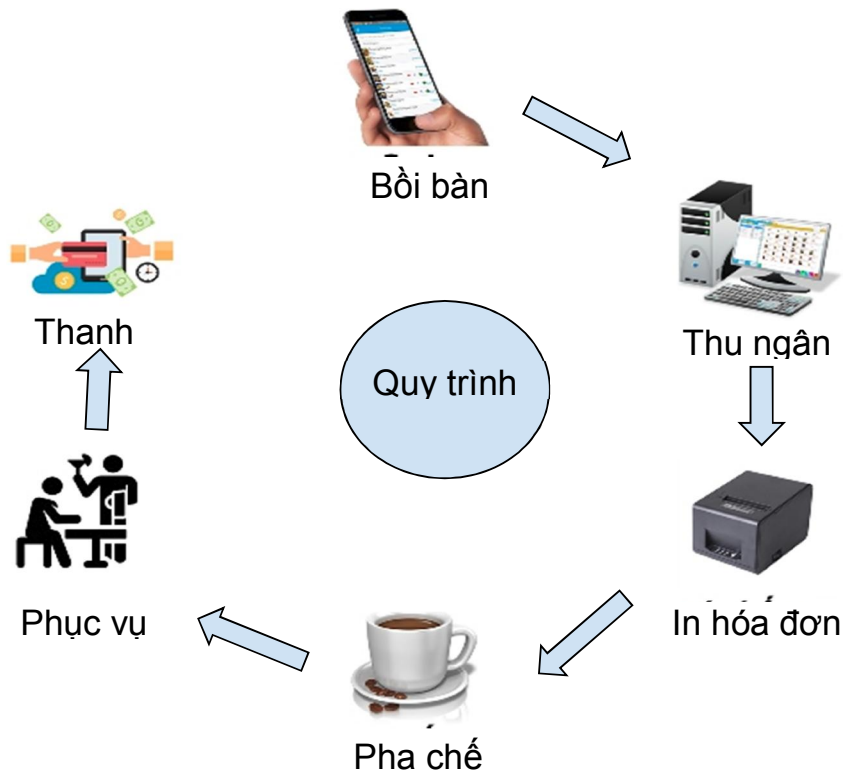 Bồi bàn
Thu ngân
In hóa đơn
Pha chế
Phục vụ
Thanh
Quy trình